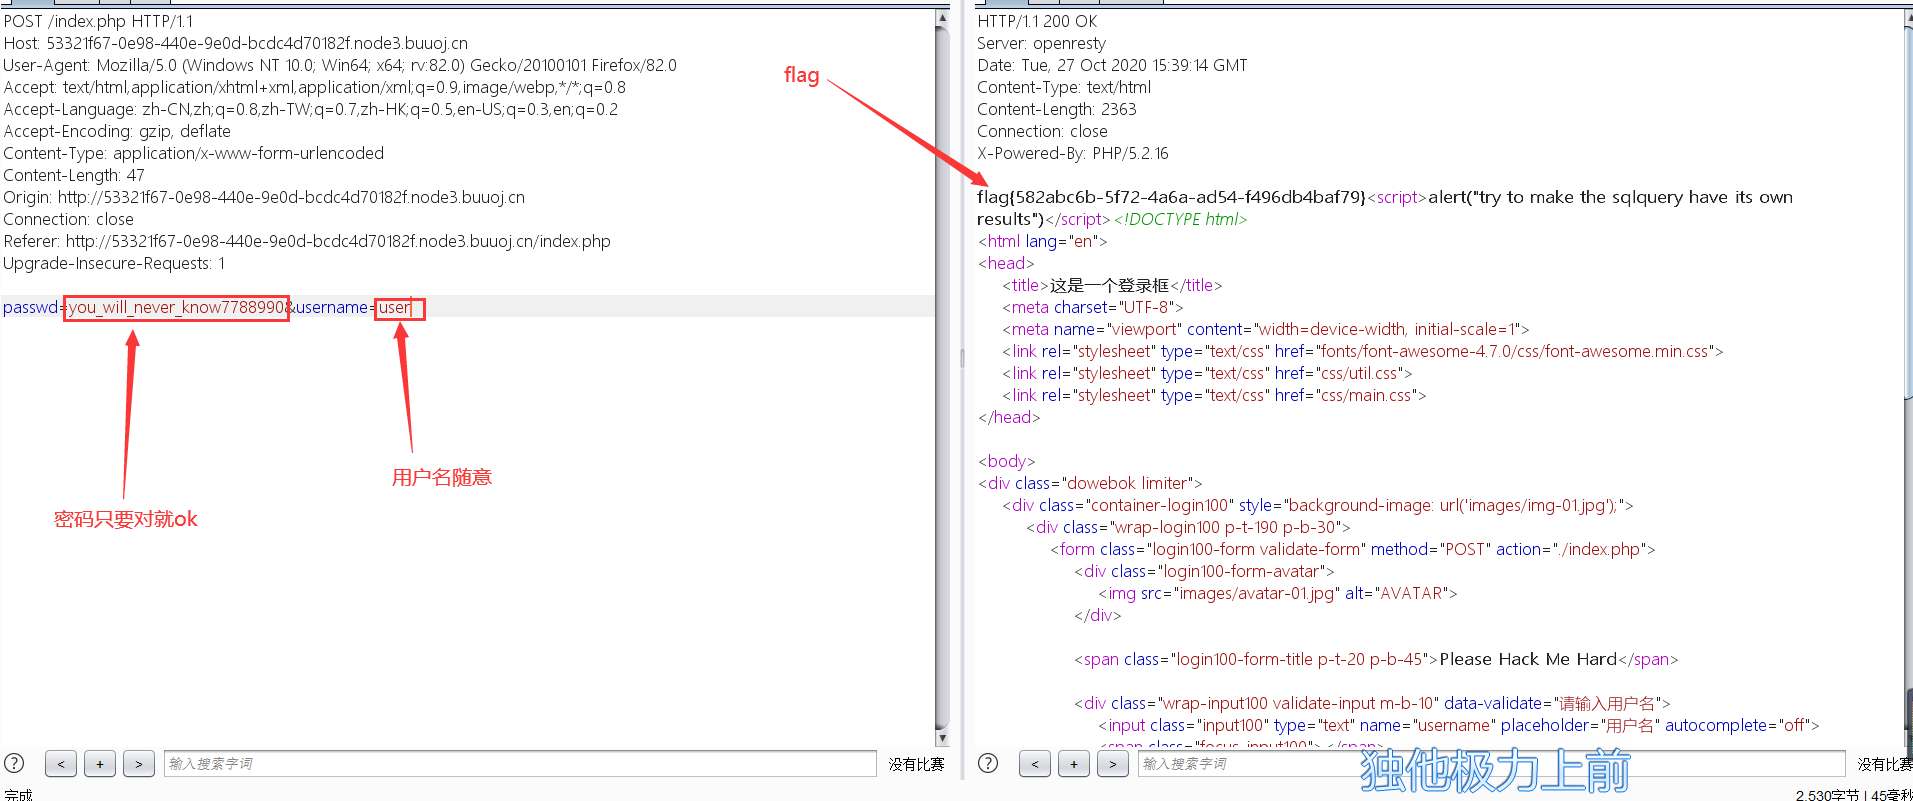 POST /index.php HTTP/1.1
Host: 53321f67-0e98-440e-9e0d-bcdc4d70182f.node3.buuoj.cn
User-Agent: Mozilla/5.0 (Windows NT 10.0; Win64; x64; rv:82.0) Gecko/20100101 Firefox/82.0
Accept: text/html,application/xhtml+xml,application/xml;q=0.9,image/webp,*/*;q=0.8
Accept-Language: zh-CN,zh;q=0.8,zh-TW;q=0.7,zh-HK;q=0.5,en-US;q=0.3,en;q=0.2
Accept-Encoding: gzip, deflate
Content-Type: application/x-www-form-urlencoded
Content-Length: 47
Origin: http://53321f67-0e98-440e-9e0d-bcdc4d70182f.node3.buuoj.cn
Connection: close
Referer: http://53321f67-0e98-440e-9e0d-bcdc4d70182f.node3.buuoj.cn/index.php
Upgrade-Insecure-Requests: 1
passwd=you_will_never_know7788990&username=user
用户名随意
密码只要对就ok
? < + > 输入搜索字词 没有比赛
完成
HTTP/1.1 200 OK
Server: openresty
Date: Tue, 27 Oct 2020 15:39:14 GMT
Content-Type: text/html
Content-Length: 2363
Connection: close
X-Powered-By: PHP/5.2.16
flag
flag{582abc6b-5f72-4a6a-ad54-f496db4baf79}<script>alert("try to make the sqlquery have its own
results")</script><!DOCTYPE html>
<html lang="en">
<head>
<title>这是一个登录框</title>
<meta charset="UTF-8">
<meta name="viewport" content="width=device-width, initial-scale=1">
<link rel="stylesheet" type="text/css" href="fonts/font-awesome-4.7.0/css/font-awesome.min.css">
<link rel="stylesheet" type="text/css" href="css/util.css">
<link rel="stylesheet" type="text/css" href="css/main.css">
</head>
<body>
<div class="dowebok limiter">
<div class="container-login100" style="background-image: url('images/img-01.jpg');">
<div class="wrap-login100 p-t-190 p-b-30">
<form class="login100-form validate-form" method="POST" action="./index.php">
<div class="login100-form-avatar">
<img src="images/avatar-01.jpg" alt="AVATAR">
</div>
<span class="login100-form-title p-t-20 p-b-45">Please Hack Me Hard</span>
<div class="wrap-input100 validate-input m-b-10" data-validate="请输入用户名">
<input class="input100" type="text" name="username" placeholder="用户名" autocomplete="off">
<span class="focus-input100"></span>
? < + > 输入搜索字词 没有比赛
独他极力上前
2,530字节 | 45毫秒